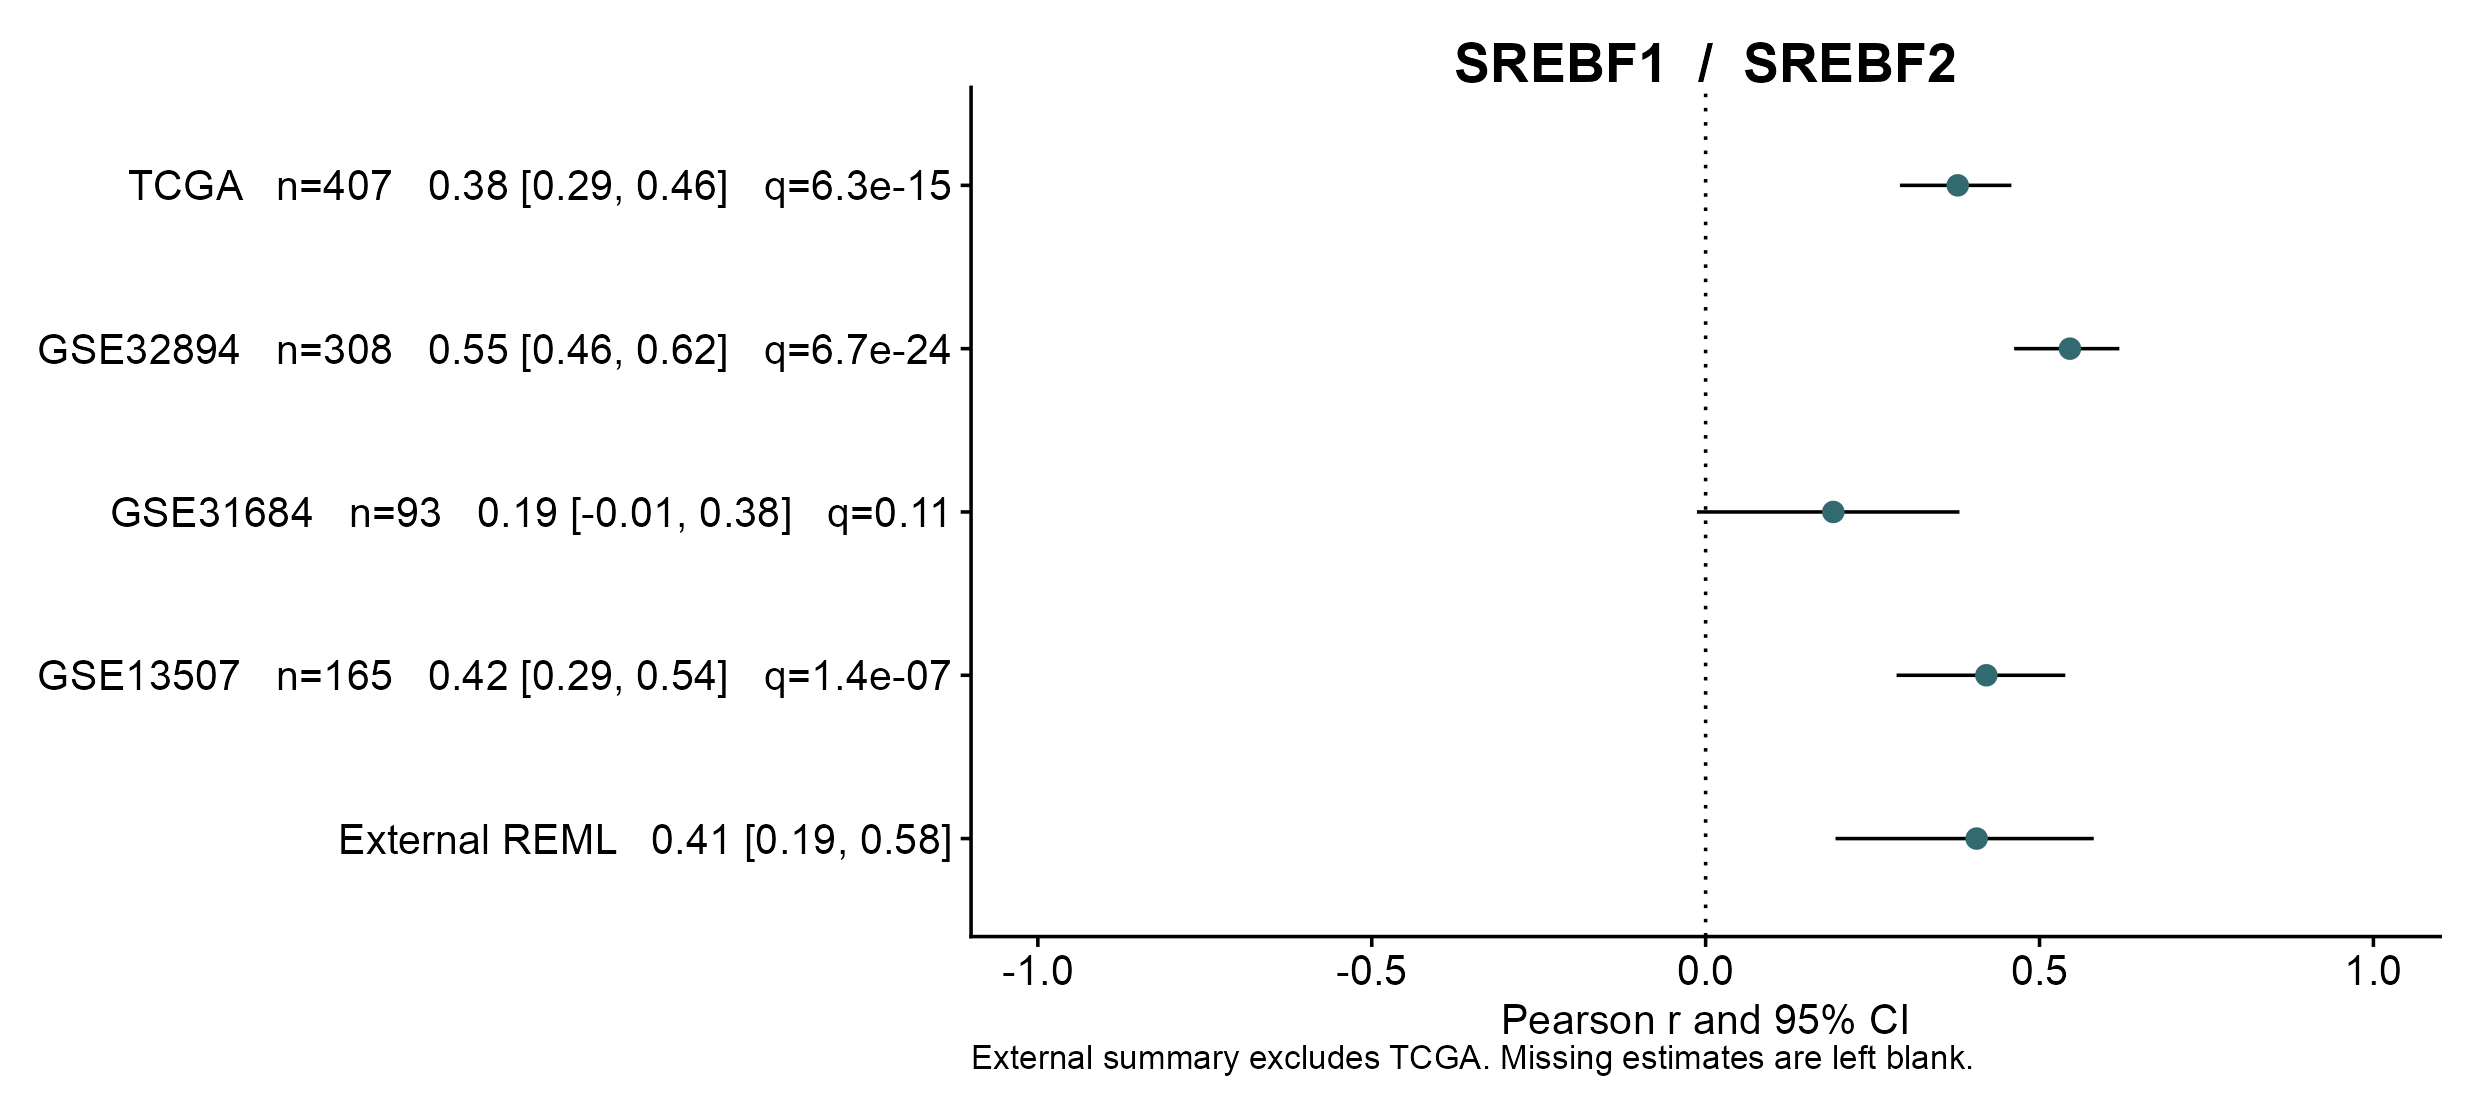 SREBF1 / SREBF2
TCGA n=407 0.38 [0.29, 0.46] q=6.3e-15
GSE32894 n=308 0.55 [0.46, 0.62] q=6.7e-24
GSE31684 n=93 0.19 [-0.01, 0.38] q=0.11
GSE13507 n=165 0.42 [0.29, 0.54] q=1.4e-07
External REML 0.41 [0.19, 0.58]
-1.0 -0.5 0.0 0.5 1.0
Pearson r and 95% CI
External summary excludes TCGA. Missing estimates are left blank.